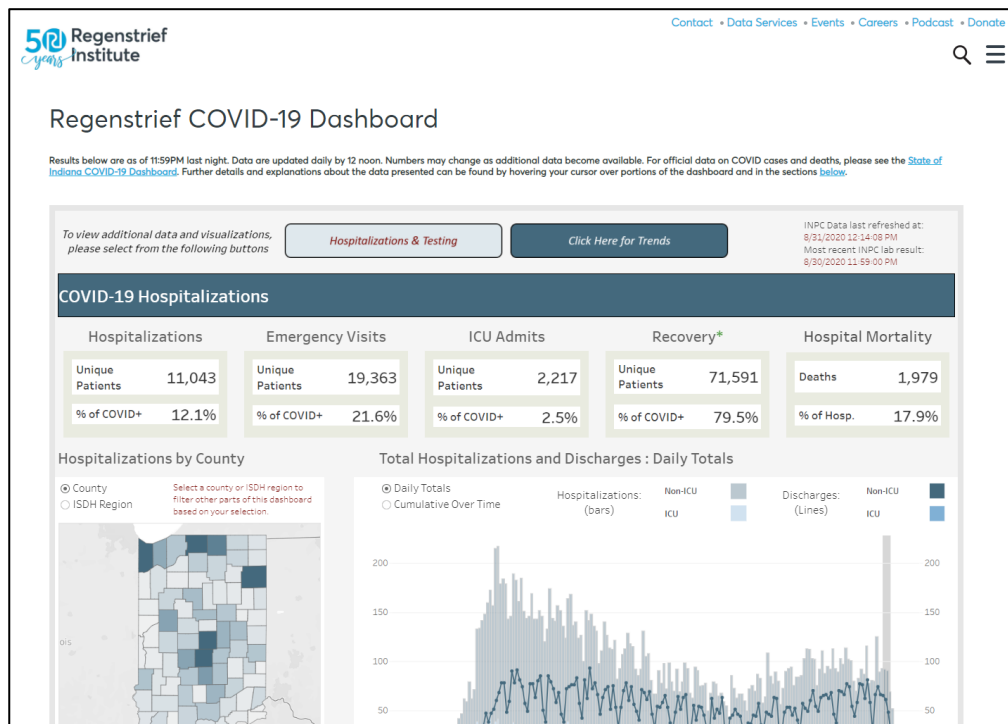 Contact • Data Services • Events • Careers • Podcast • Donate
50 years
Regenstrief
Institute
Regenstrief COVID-19 Dashboard
Results below are as of 11:59PM last night. Data are updated daily by 12 noon. Numbers may change as additional data become available. For official data on COVID cases and deaths, please see the State of
Indiana COVID-19 Dashboard. Further details and explanations about the data presented can be found by hovering your cursor over portions of the dashboard and in the sections below.
To view additional data and visualizations,
please select from the following buttons
Hospitalizations & Testing
Click Here for Trends
INPC Data last refreshed at:
8/31/2020 12:14:08 PM
Most recent INPC lab result:
8/30/2020 11:59:00 PM
COVID-19 Hospitalizations
Hospitalizations
Unique
Patients
11,043
% of COVID+ 12.1%
Emergency Visits
Unique
Patients
19,363
% of COVID+ 21.6%
ICU Admits
Unique
Patients
2,217
% of COVID+ 2.5%
Recovery*
Unique
Patients
71,591
% of COVID+ 79.5%
Hospital Mortality
Deaths 1,979
% of Hosp. 17.9%
Hospitalizations by County
County
ISDH Region
Select a county or ISDH region to
filter other parts of this dashboard
based on your selection.
OIS
Total Hospitalizations and Discharges : Daily Totals
Daily Totals
Cumulative Over Time
Hospitalizations:
(bars)
Non-ICU
ICU
Discharges:
(Lines)
Non-ICU
ICU
200 200
150 150
100 100
50 50